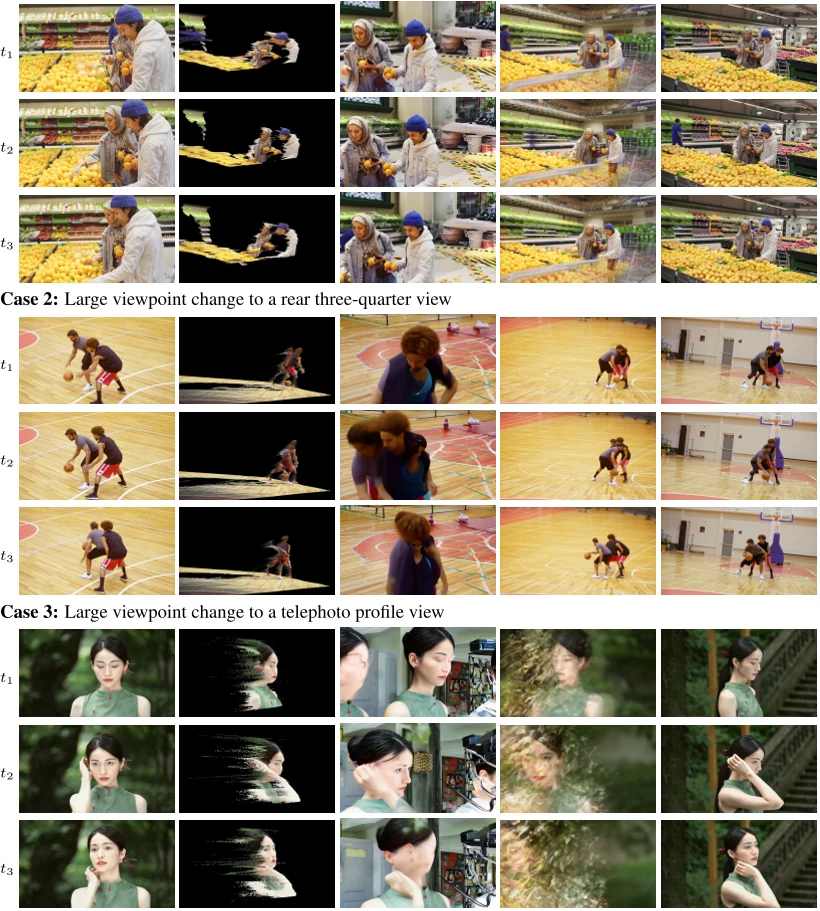 t1
t2
t3
Case 2: Large viewpoint change to a rear three-quarter view
t1
t2
t3
Case 3: Large viewpoint change to a telephoto profile view
t1
t2
t3